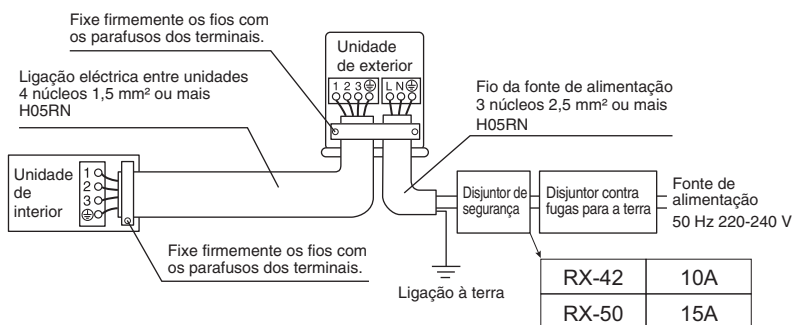 Fixe firmemente os fios com
os parafusos dos terminais.
Unidade
de exterior
1 2 3
L N
Ligação eléctrica entre unidades
4 núcleos 1,5 mm² ou mais
H05RN
Fio da fonte de alimentação
3 núcleos 2,5 mm² ou mais
H05RN
Unidade
de
interior
1
2
3
Fixe firmemente os fios com
os parafusos dos terminais.
Ligação à terra
Disjuntor de
segurança
Disjuntor contra
fugas para a terra
Fonte de
alimentação
50 Hz 220-240 V
RX-42 10A
RX-50 15A